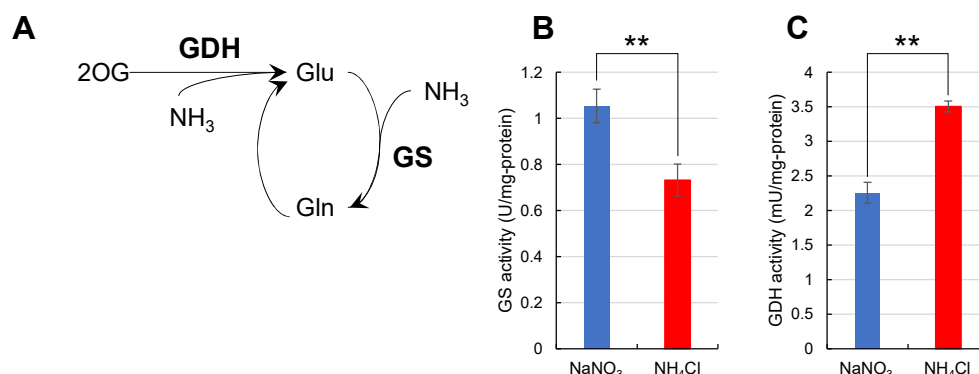 A
GDH
2OG
Glu
NH₃
NH₃
GS
Gln
B
**
GS activity (U/mg-protein)
1.2
1
0.8
0.6
0.4
0.2
0
NaNO₃
NH₄Cl
C
**
GDH activity (mU/mg-protein)
4
3.5
3
2.5
2
1.5
1
0.5
0
NaNO₃
NH₄Cl